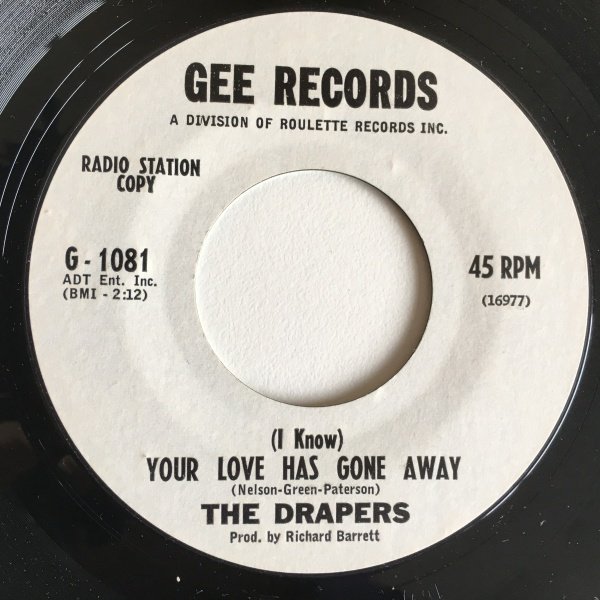 GEE RECORDS
A DIVISION OF ROULETTE RECORDS INC.
RADIO STATION
COPY
G - 1081
ADT Ent. Inc.
(BMI - 2:12)
45 RPM
(16977)
(I Know)
YOUR LOVE HAS GONE AWAY
(Nelson-Green-Paterson)
THE DRAPERS
Prod. by Richard Barrett